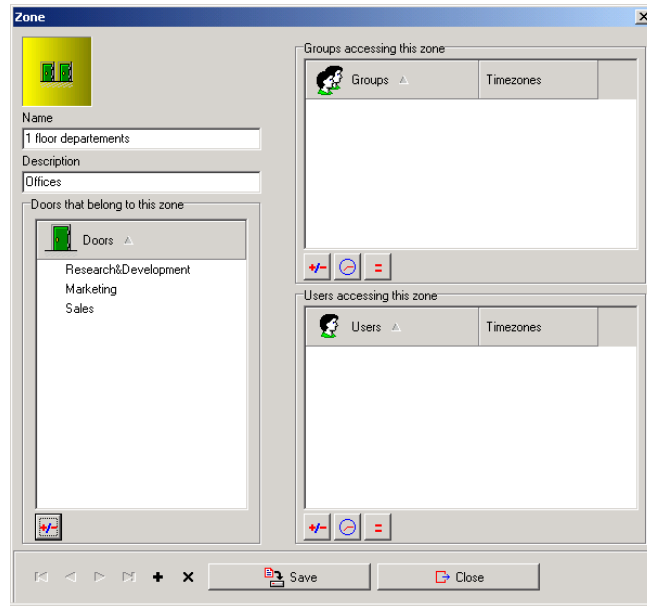 Zone
Name
1 floor departements
Description
Offices
Doors that belong to this zone
Doors
Research&Development
Marketing
Sales
+/-
Groups accessing this zone
Groups Timezones
+/- =
Users accessing this zone
Users Timezones
+/- =
Save Close